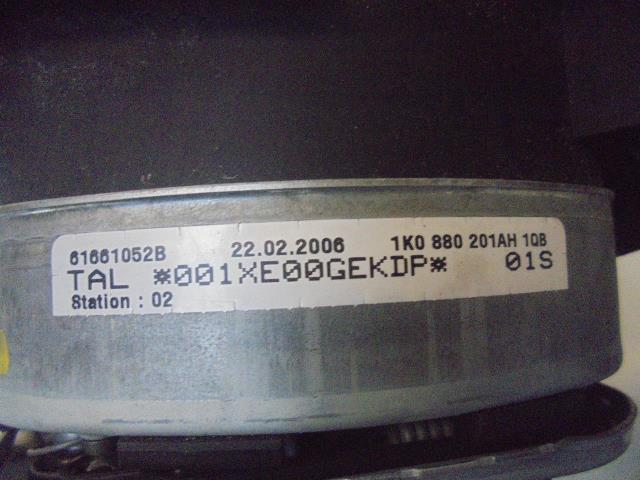 61661052B 22.02.2006 1K0 880 201AH 1QB
TAL *001XE00GEKDP* 01S
Station : 02